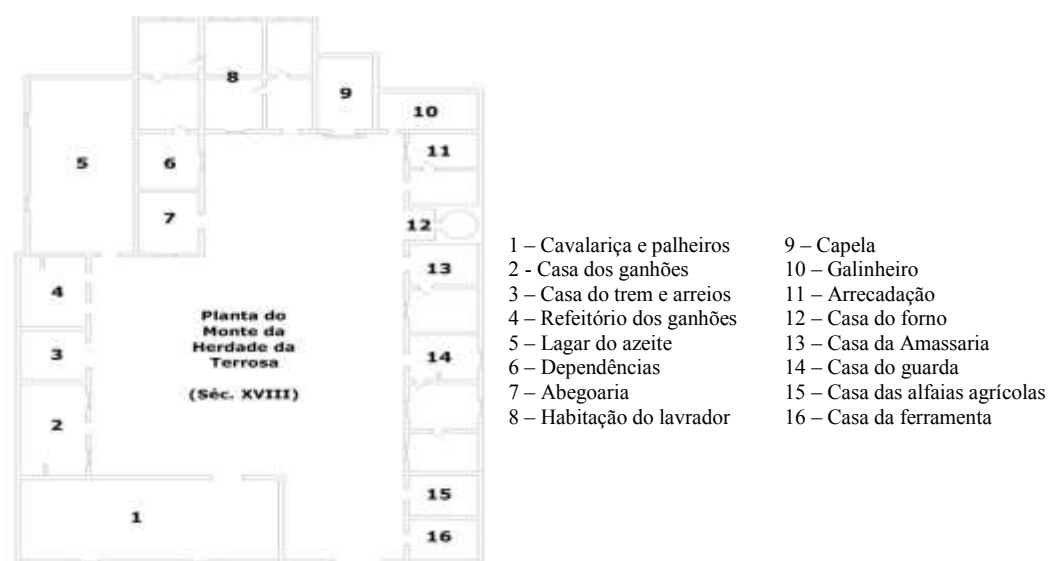 8
9
10
5
6
11
7
12
13
4
Planta do
Monte da
Herdade da
Terrosa
(Séc. XVIII)
3
14
2
15
1
16
1 – Cavalariça e palheiros
2 - Casa dos ganhões
3 – Casa do trem e arreios
4 – Refeitório dos ganhões
5 – Lagar do azeite
6 – Dependências
7 – Abegoaria
8 – Habitação do lavrador
9 – Capela
10 – Galinheiro
11 – Arrecadação
12 – Casa do forno
13 – Casa da Amassaria
14 – Casa do guarda
15 – Casa das alfaias agrícolas
16 – Casa da ferramenta